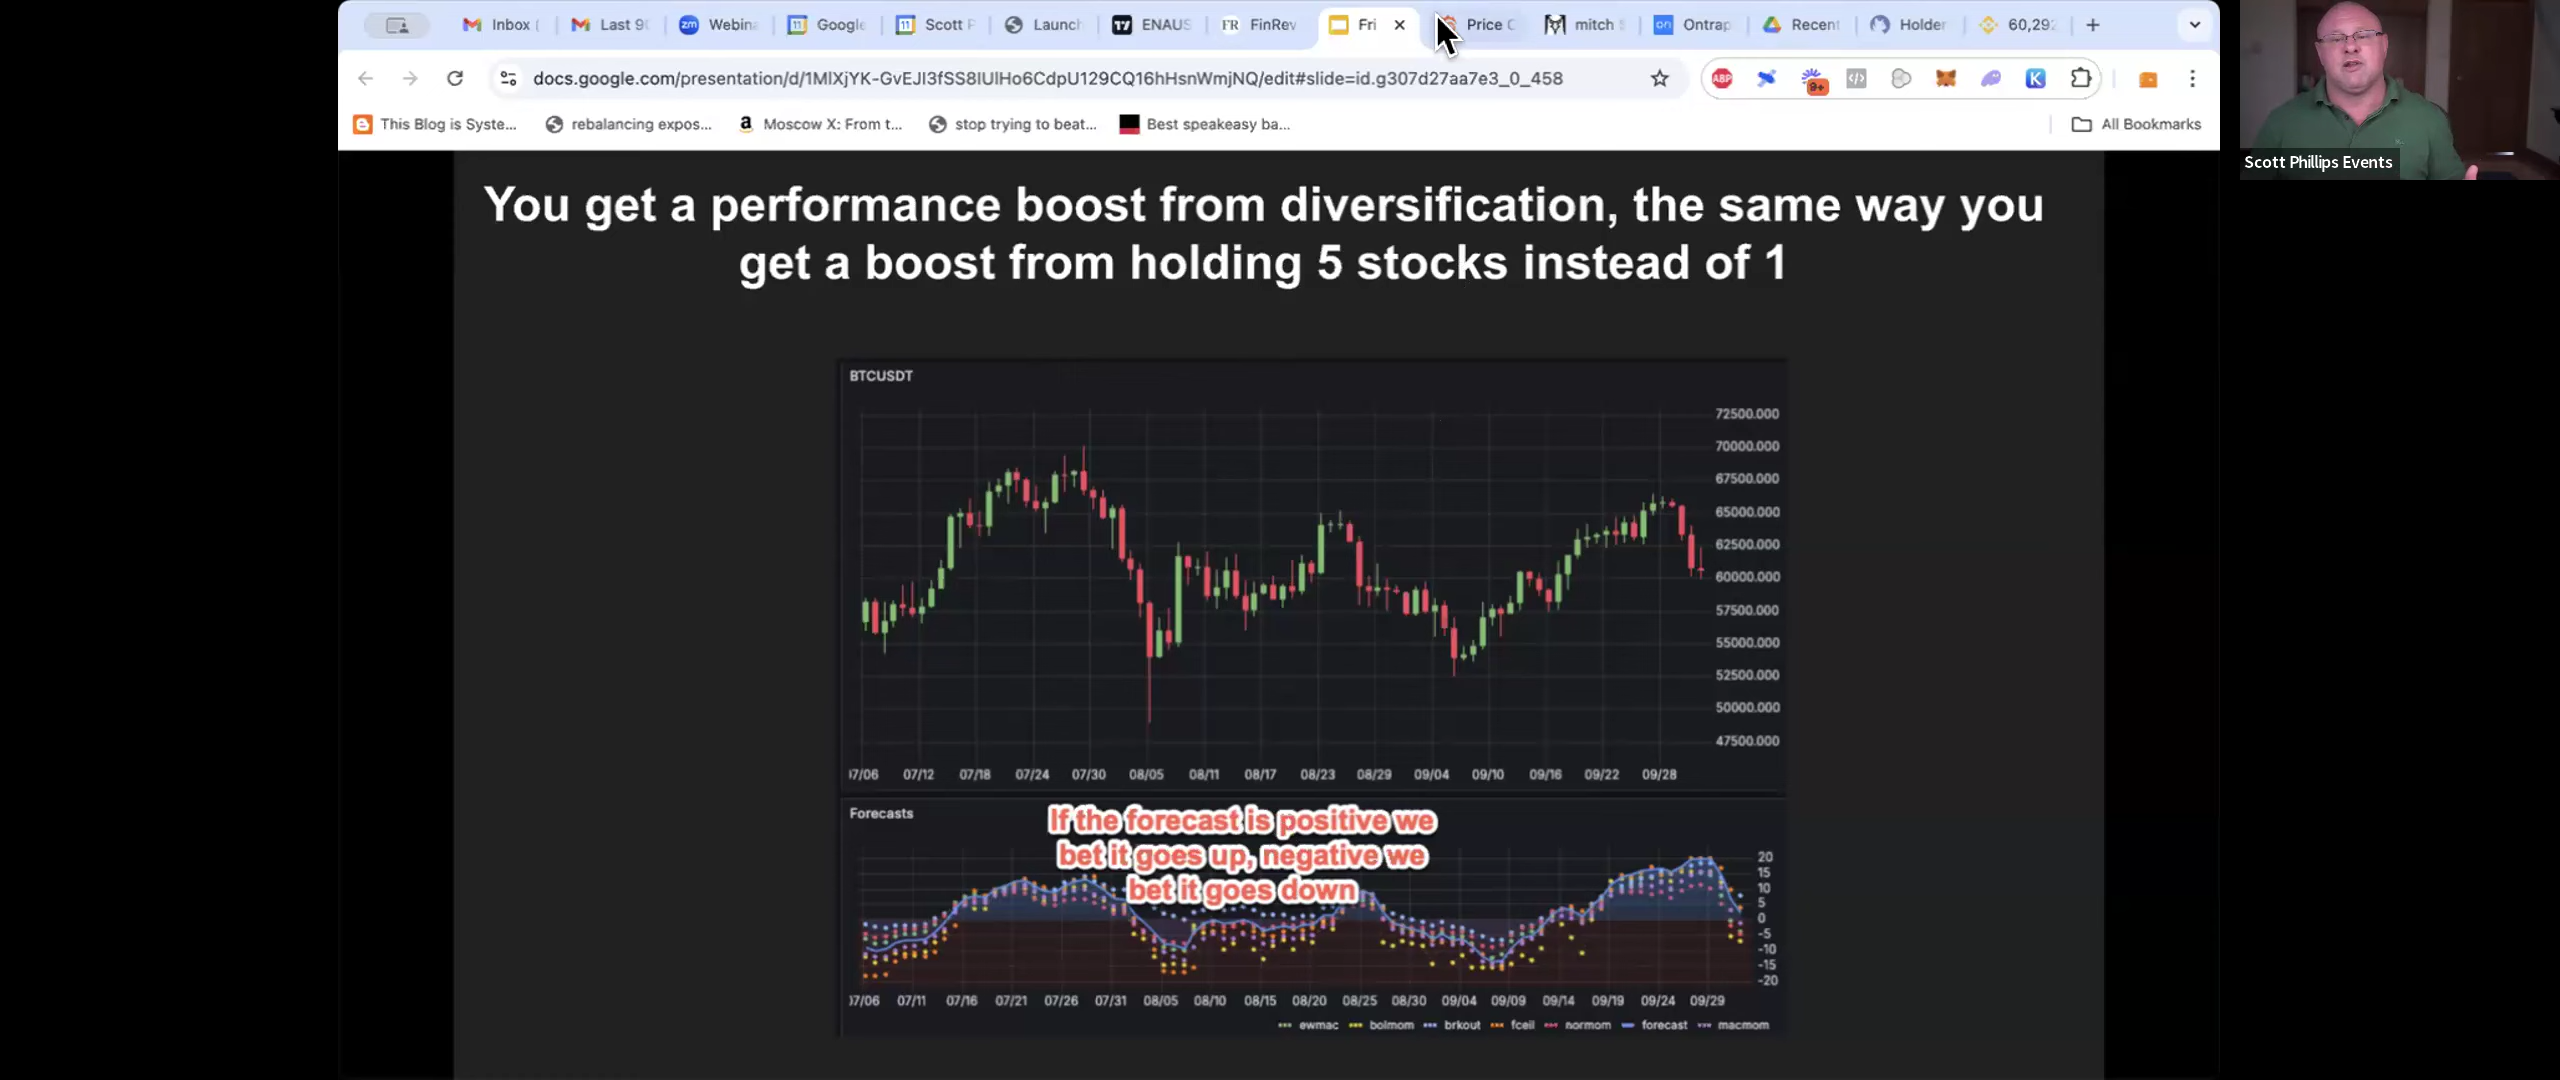 Inbox (
Last 90
Webina
Google
Scott P
Launch
ENAUS
FinRev
Fri
Price C
mitch s
Ontrap
Recent
Holder
60,292
docs.google.com/presentation/d/1MlXjYK-GvEJl3fSS8lUlHo6CdpU129CQ16hHsnWmjNQ/edit#slide=id.g307d27aa7e3_0_458
ABP
9+
This Blog is Syste...
rebalancing expos...
Moscow X: From t...
stop trying to beat...
Best speakeasy ba...
All Bookmarks
Scott Phillips Events
You get a performance boost from diversification, the same way you
get a boost from holding 5 stocks instead of 1
BTCUSDT
72500.000
70000.000
67500.000
65000.000
62500.000
60000.000
57500.000
55000.000
52500.000
50000.000
47500.000
07/06 07/12 07/18 07/24 07/30 08/05 08/11 08/17 08/23 08/29 09/04 09/10 09/16 09/22 09/28
Forecasts
If the forecast is positive we
bet it goes up, negative we
bet it goes down
20
15
10
5
0
-5
-10
-15
-20
07/06 07/11 07/16 07/21 07/26 07/31 08/05 08/10 08/15 08/20 08/25 08/30 09/04 09/09 09/14 09/19 09/24 09/29
ewmac bolmom brkout fceil normom forecast macmom